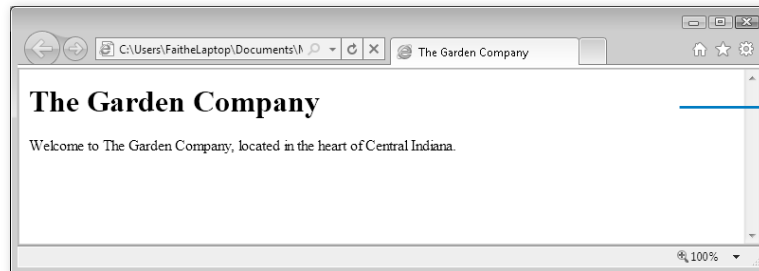 C:\Users\FaitheLaptop\Documents\
The Garden Company
The Garden Company
Welcome to The Garden Company, located in the heart of Central Indiana.
100%